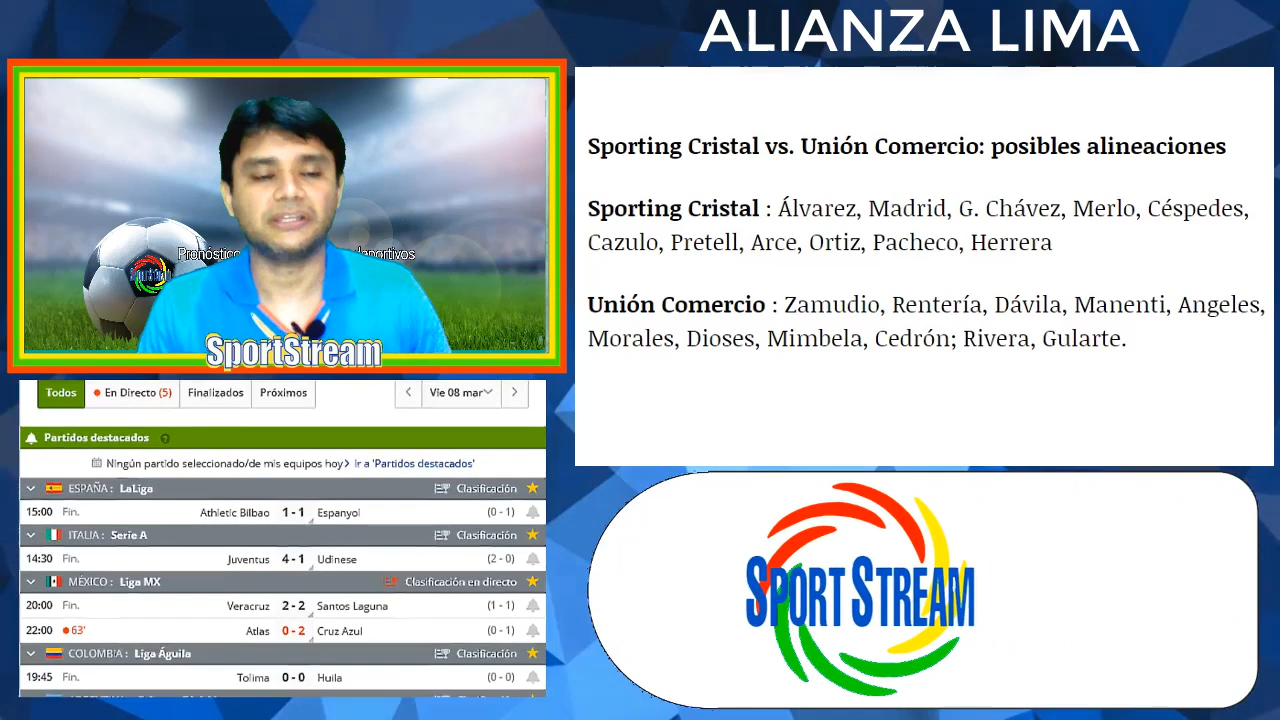 ALIANZA LIMA
Pronóstico
deportivos
SportStream
Sporting Cristal vs. Unión Comercio: posibles alineaciones
Sporting Cristal : Álvarez, Madrid, G. Chávez, Merlo, Céspedes,
Cazulo, Pretell, Arce, Ortiz, Pacheco, Herrera
Unión Comercio : Zamudio, Rentería, Dávila, Manenti, Angeles,
Morales, Dioses, Mimbela, Cedrón; Rivera, Gularte.
Todos En Directo (5) Finalizados Próximos Vie 08 mar
Partidos destacados
Ningún partido seleccionado/de mis equipos hoy Ir a 'Partidos destacados'
ESPAÑA : LaLiga Clasificación
15:00 Fin. Athletic Bilbao 1 - 1 Espanyol (0 - 1)
ITALIA : Serie A Clasificación
14:30 Fin. Juventus 4 - 1 Udinese (2 - 0)
MÉXICO : Liga MX Clasificación en directo
20:00 Fin. Veracruz 2 - 2 Santos Laguna (1 - 1)
22:00 63' Atlas 0 - 2 Cruz Azul (0 - 1)
COLOMBIA : Liga Águila Clasificación
19:45 Fin. Tolima 0 - 0 Huila (0 - 0)
SPORT STREAM